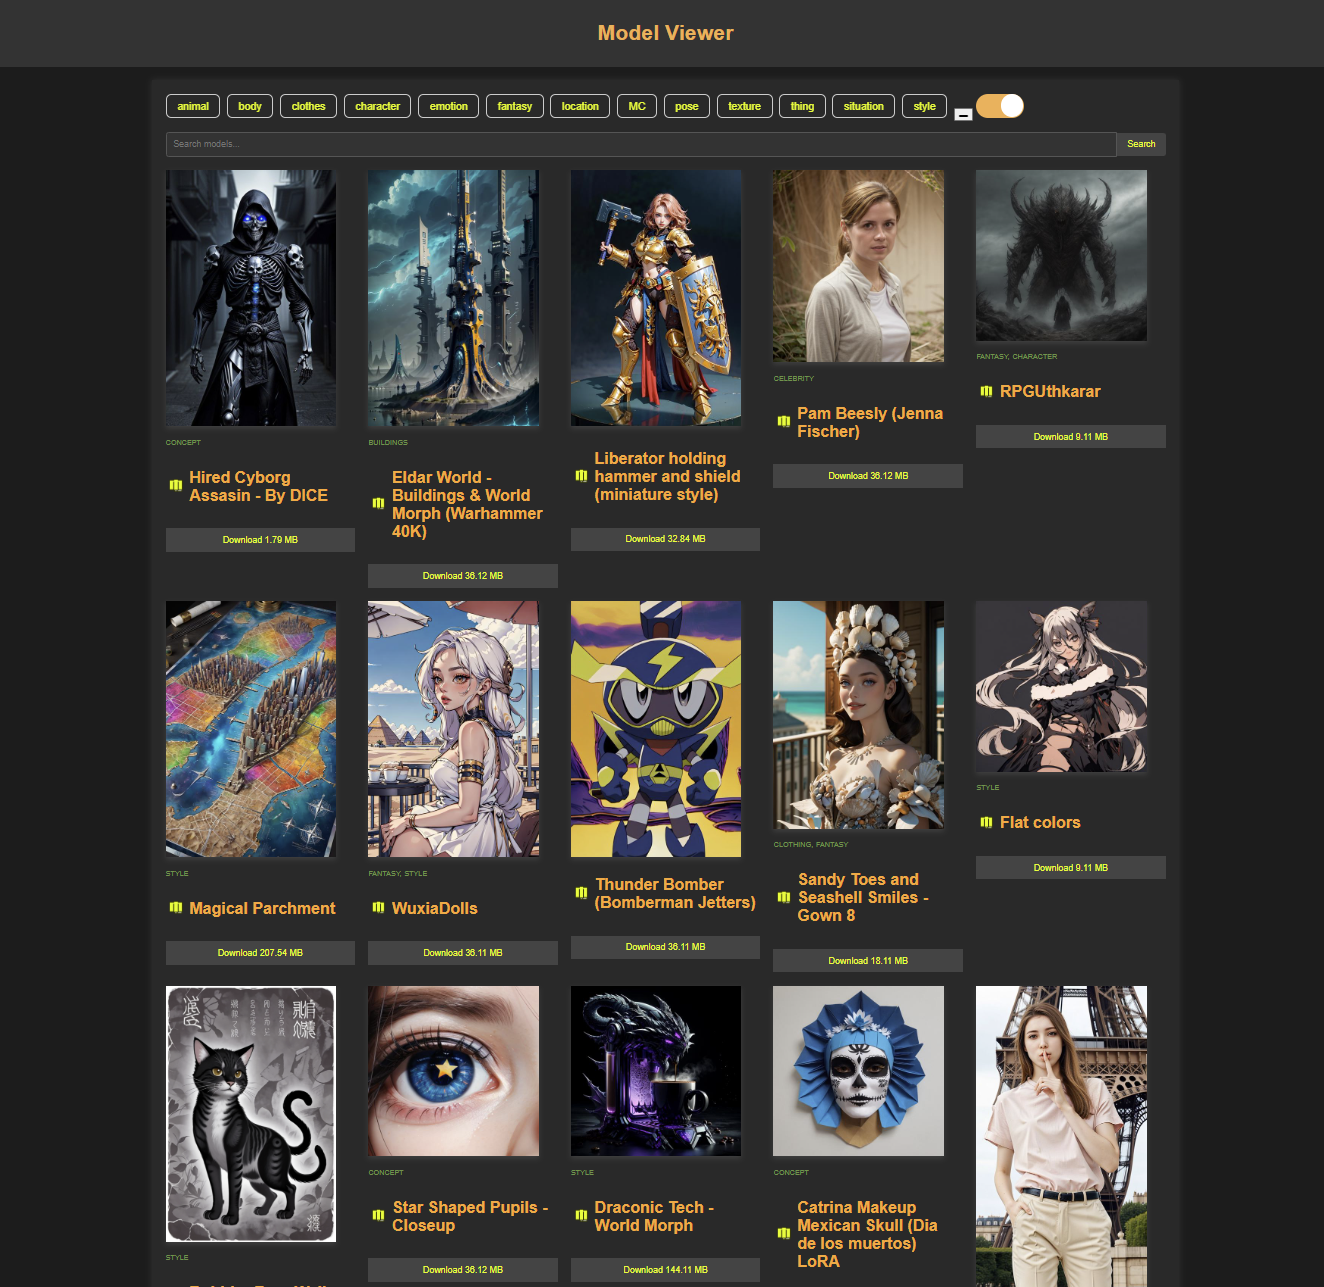 Model Viewer
animal body clothes character emotion fantasy location MC pose texture thing situation style
Search models... Search
CONCEPT
Hired Cyborg
Assasin - By DICE
Download 1.79 MB
BUILDINGS
Eldar World -
Buildings & World
Morph (Warhammer
40K)
Download 36.12 MB
Liberator holding
hammer and shield
(miniature style)
Download 32.84 MB
CELEBRITY
Pam Beesly (Jenna
Fischer)
Download 36.12 MB
FANTASY, CHARACTER
RPGUthkarar
Download 9.11 MB
STYLE
Magical Parchment
Download 207.54 MB
FANTASY, STYLE
WuxiaDolls
Download 36.11 MB
Thunder Bomber
(Bomberman Jetters)
Download 36.11 MB
CLOTHING, FANTASY
Sandy Toes and
Seashell Smiles -
Gown 8
Download 18.11 MB
STYLE
Flat colors
Download 9.11 MB
STYLE
CONCEPT
Star Shaped Pupils -
Closeup
Download 36.12 MB
STYLE
Draconic Tech -
World Morph
Download 144.11 MB
CONCEPT
Catrina Makeup
Mexican Skull (Dia
de los muertos)
LoRA